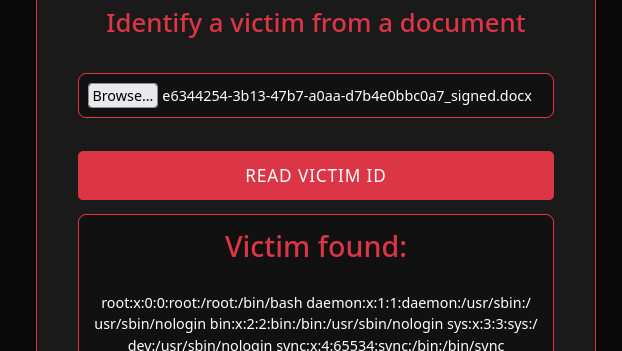 Identify a victim from a document
Browse... e6344254-3b13-47b7-a0aa-d7b4e0bbc0a7_signed.docx
READ VICTIM ID
Victim found:
root:x:0:0:root:/root:/bin/bash daemon:x:1:1:daemon:/usr/sbin:/
usr/sbin/nologin bin:x:2:2:bin:/bin:/usr/sbin/nologin sys:x:3:3:sys:/
dev:/usr/sbin/nologin sync:x:4:65534:sync:/bin:/bin/sync